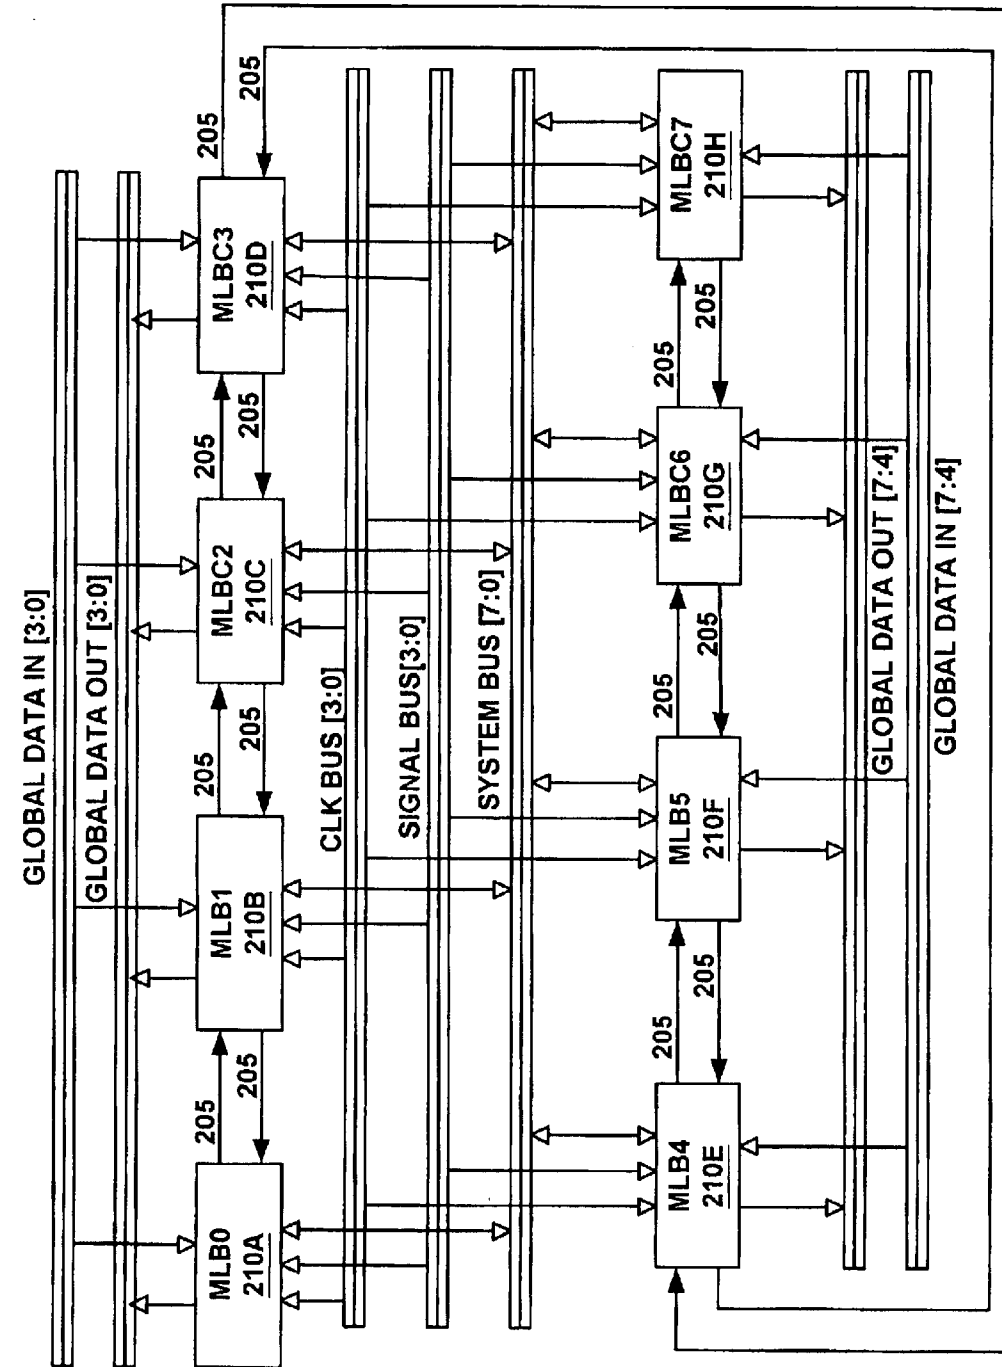 GLOBAL DATA IN [3:0]
GLOBAL DATA OUT [3:0]
MLB0
210A
205
205
MLB1
210B
205
205
MLBC2
210C
205
205
MLBC3
210D
205
205
CLK BUS [3:0]
SIGNAL BUS[3:0]
SYSTEM BUS [7:0]
MLB4
210E
205
205
MLB5
210F
205
205
MLBC6
210G
205
205
MLBC7
210H
GLOBAL DATA OUT [7:4]
GLOBAL DATA IN [7:4]